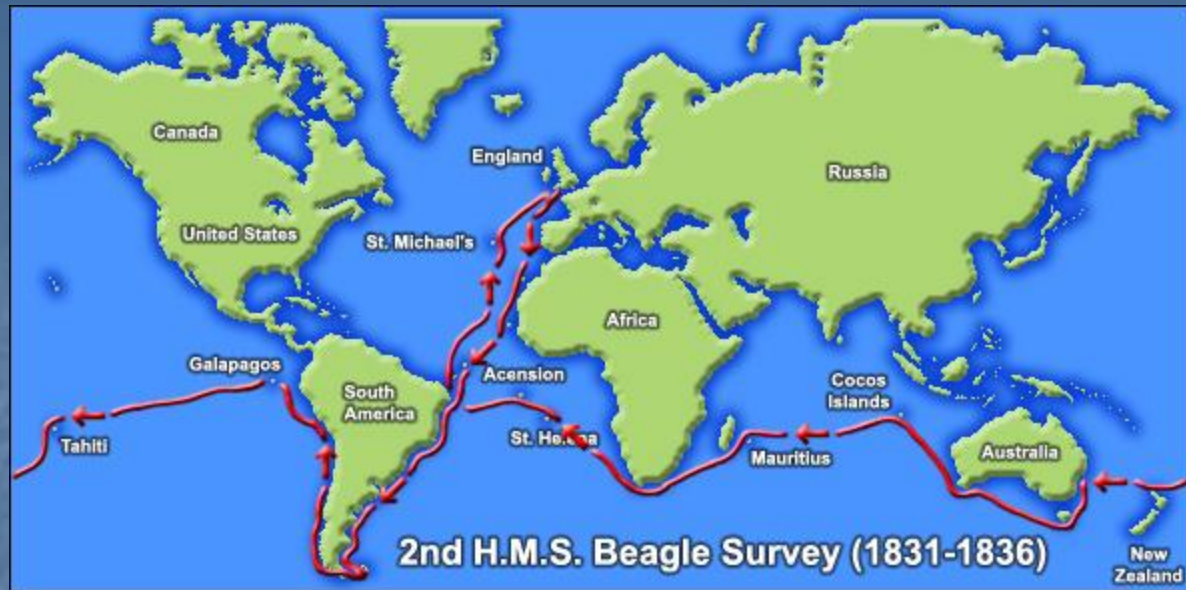 Canada
England
Russia
United States
St. Michael's
Africa
Galapagos
South
America
Acension
Cocos
Islands
Tahiti
St. Helena
Mauritius
Australia
2nd H.M.S. Beagle Survey (1831-1836)
New
Zealand